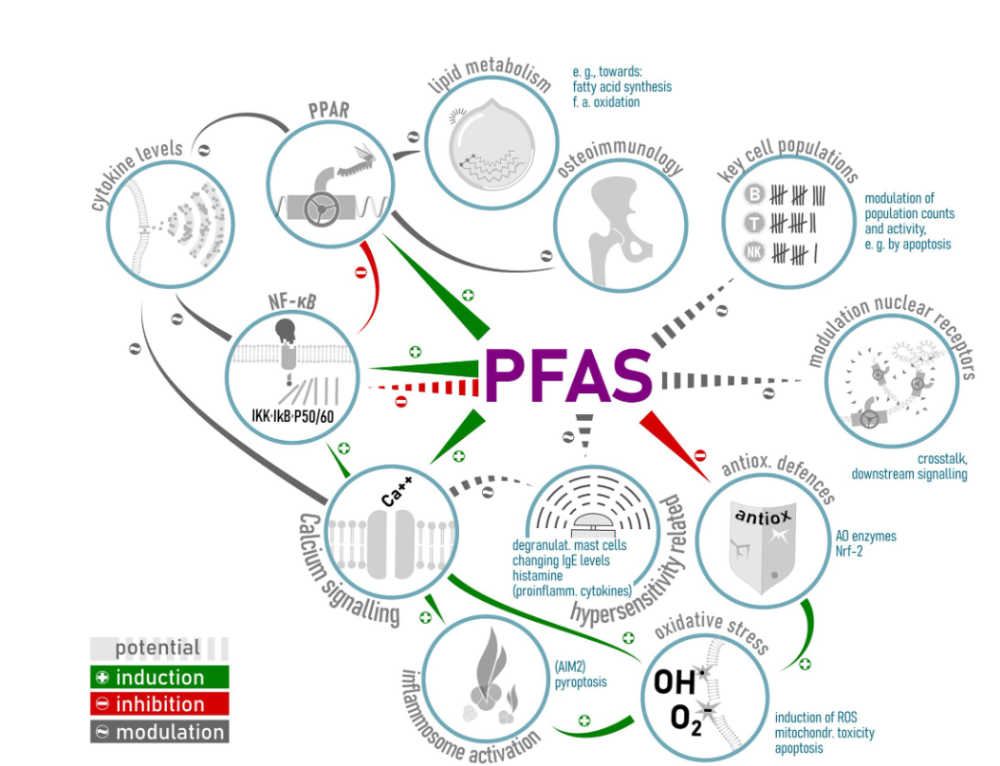 lipid metabolism
e. g., towards:
fatty acid synthesis
f. a. oxidation
PPAR
cytokine levels
osteoimmunology
key cell populations
B
T
NK
modulation of
population counts
and activity,
e. g. by apoptosis
NF-κB
IKK·IkB·P50/60
PFAS
modulation nuclear receptors
crosstalk,
downstream signalling
Ca++
Calcium signalling
degranulat. mast cells
changing IgE levels
histamine
(proinflamm. cytokines)
hypersensitivity related
antiox. defences
antiox
AO enzymes
Nrf-2
inflammosome activation
(AIM2)
pyroptosis
oxidative stress
OH•
O2-
induction of ROS
mitochondr. toxicity
apoptosis
potential
induction
inhibition
modulation